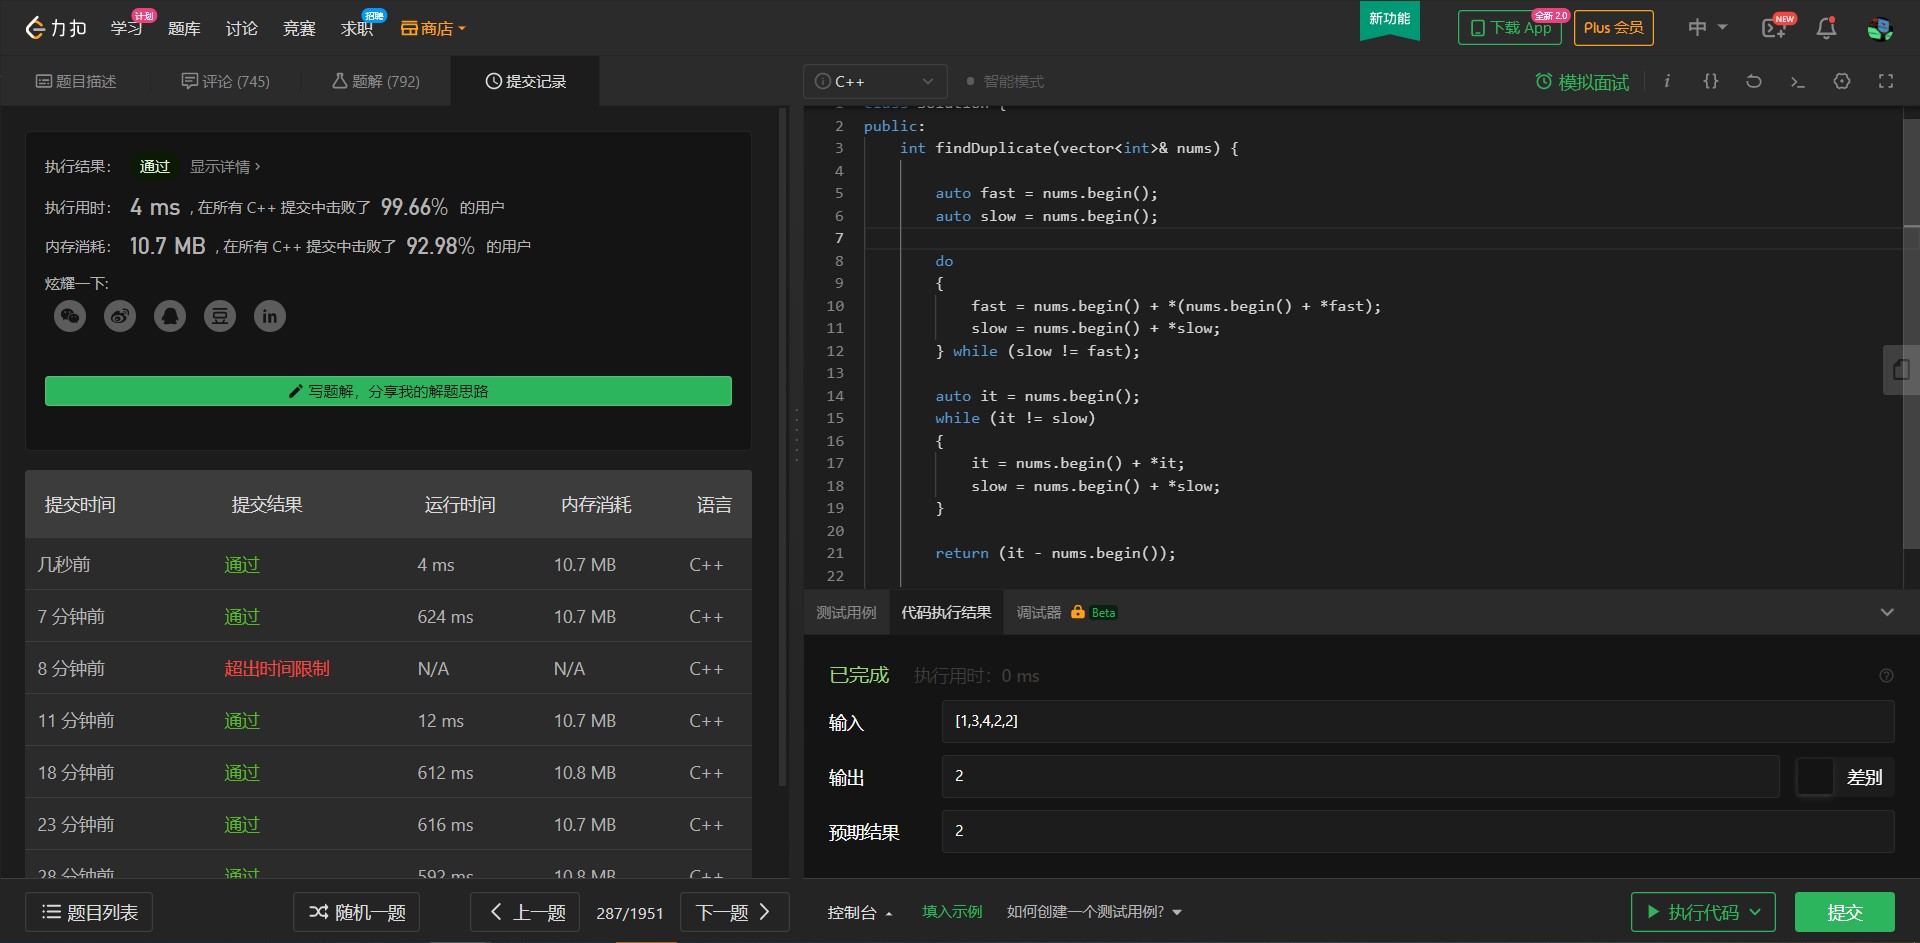 力扣 学习 计划 题库 讨论 竞赛 求职 招聘 商店 新功能 下载 App 全新 2.0 Plus 会员 中 NEW
题目描述 评论 (745) 题解 (792) 提交记录
C++ 智能模式 模拟面试 i {}
执行结果： 通过 显示详情 >
执行用时： 4 ms , 在所有 C++ 提交中击败了 99.66% 的用户
内存消耗： 10.7 MB , 在所有 C++ 提交中击败了 92.98% 的用户
炫耀一下:
豆 in
写题解，分享我的解题思路
提交时间 提交结果 运行时间 内存消耗 语言
几秒前 通过 4 ms 10.7 MB C++
7 分钟前 通过 624 ms 10.7 MB C++
8 分钟前 超出时间限制 N/A N/A C++
11 分钟前 通过 12 ms 10.7 MB C++
18 分钟前 通过 612 ms 10.8 MB C++
23 分钟前 通过 616 ms 10.7 MB C++
28 分钟前 通过 592 ms 10.8 MB C++
题目列表 随机一题 上一题 287/1951 下一题
1 class Solution {
2 public:
3 int findDuplicate(vector<int>& nums) {
4
5 auto fast = nums.begin();
6 auto slow = nums.begin();
7
8 do
9 {
10 fast = nums.begin() + *(nums.begin() + *fast);
11 slow = nums.begin() + *slow;
12 } while (slow != fast);
13
14 auto it = nums.begin();
15 while (it != slow)
16 {
17 it = nums.begin() + *it;
18 slow = nums.begin() + *slow;
19 }
20
21 return (it - nums.begin());
22
测试用例 代码执行结果 调试器 Beta
已完成 执行用时：0 ms
输入 [1,3,4,2,2]
输出 2 差别
预期结果 2
控制台 填入示例 如何创建一个测试用例? 执行代码 提交